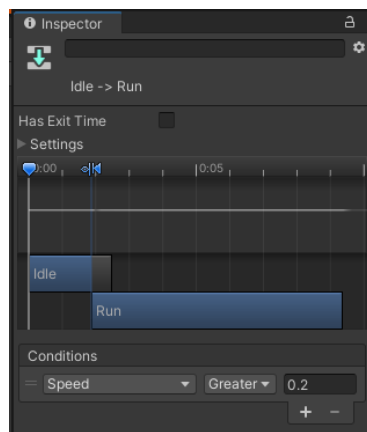 Inspector
Idle -> Run
Has Exit Time
Settings
0:00 0:05
Idle
Run
Conditions
Speed Greater 0.2
+ -